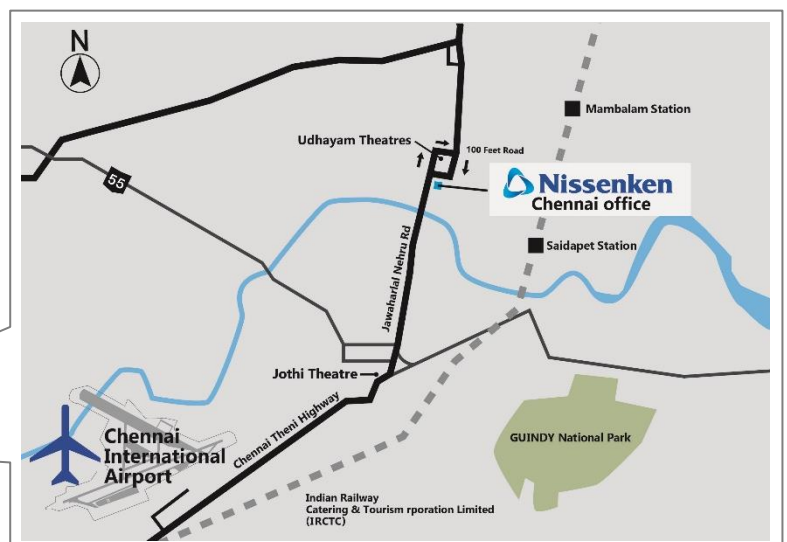 N
Mambalam Station
Udhayam Theatres
100 Feet Road
55
Nissenken
Chennai office
Saidapet Station
Jawaharlal Nehru Rd
Jothi Theatre
Chennai Theni Highway
Chennai
International
Airport
GUINDY National Park
Indian Railway
Catering & Tourism rporation Limited
(IRCTC)